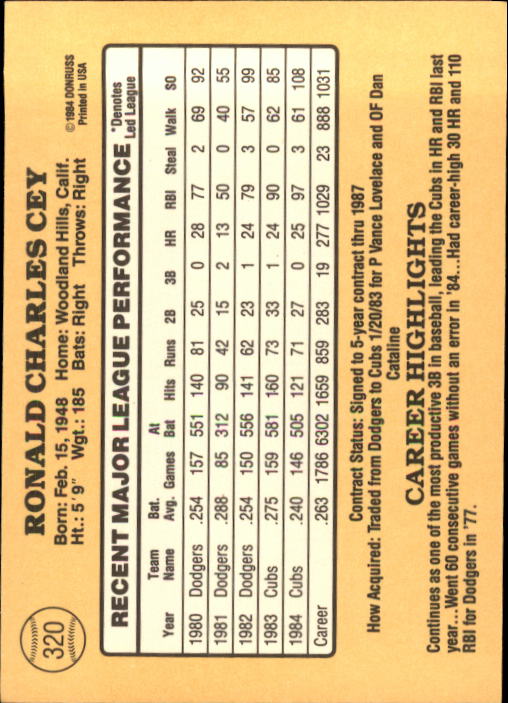 320
RONALD CHARLES CEY
© 1984 DONRUSS
Printed in USA
Born: Feb. 15, 1948 Home: Woodland Hills, Calif.
Ht.: 5' 9" Wgt.: 185 Bats: Right Throws: Right
RECENT MAJOR LEAGUE PERFORMANCE *Denotes Led League
Year Team Name Bat. Avg. Games At Bat Hits Runs 2B 3B HR RBI Steal Walk SO
1980 Dodgers .254 157 551 140 81 25 0 28 77 2 69 92
1981 Dodgers .288 85 312 90 42 15 2 13 50 0 40 55
1982 Dodgers .254 150 556 141 62 23 1 24 79 3 57 99
1983 Cubs .275 159 581 160 73 33 1 24 90 0 62 85
1984 Cubs .240 146 505 121 71 27 0 25 97 3 61 108
Career .263 1786 6302 1659 859 283 19 277 1029 23 888 1031
Contract Status: Signed to 5-year contract thru 1987
How Acquired: Traded from Dodgers to Cubs 1/20/83 for P Vance Lovelace and OF Dan
Cataline
CAREER HIGHLIGHTS
Continues as one of the most productive 3B in baseball, leading the Cubs in HR and RBI last
year...Went 60 consecutive games without an error in '84...Had career-high 30 HR and 110
RBI for Dodgers in '77.